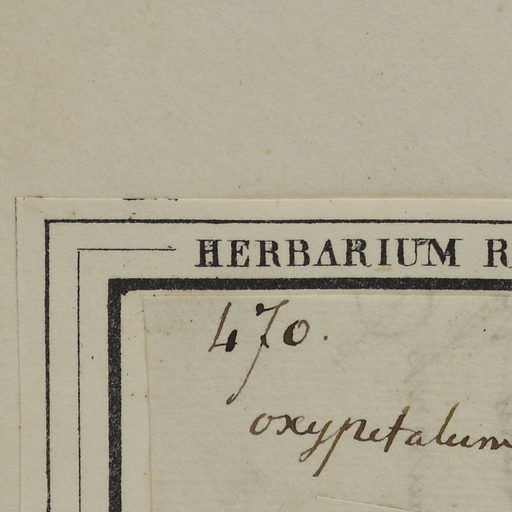 HERBARIUM R
470.
oxypetalum